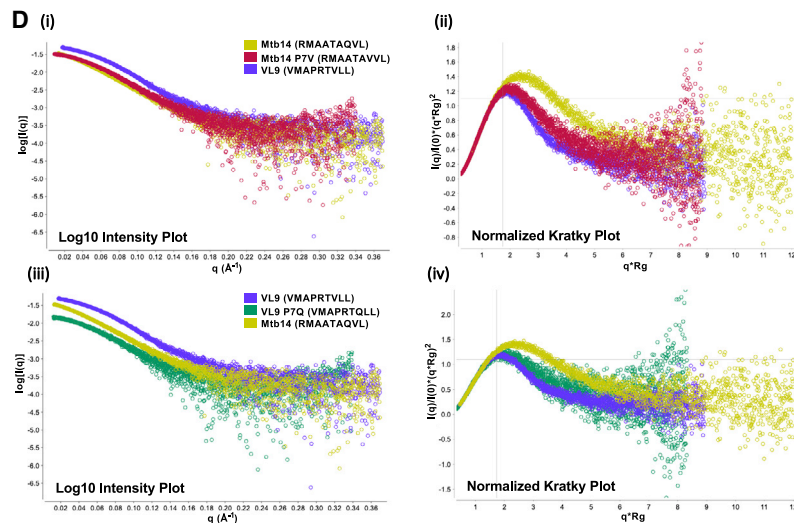 D
(i)
Mtb14 (RMAATAQVL)
Mtb14 P7V (RMAATAVVL)
VL9 (VMAPRTVLL)
log[I(q)]
-1.5
-2.0
-2.5
-3.0
-3.5
-4.0
-4.5
-5.0
-5.5
-6.0
-6.5
Log10 Intensity Plot
0.02 0.04 0.06 0.08 0.10 0.12 0.14 0.16 0.18 0.20 0.22 0.24 0.26 0.28 0.30 0.32 0.34 0.36
q (Å-1)
(ii)
I(q)/I(0)*(q*Rg)2
1.8
1.6
1.4
1.2
1.0
0.8
0.6
0.4
0.2
0.0
-0.2
-0.4
-0.6
-0.8
Normalized Kratky Plot
1 2 3 4 5 6 7 8 9 10 11 12
q*Rg
(iii)
VL9 (VMAPRTVLL)
VL9 P7Q (VMAPRTQLL)
Mtb14 (RMAATAQVL)
log[I(q)]
-1.5
-2.0
-2.5
-3.0
-3.5
-4.0
-4.5
-5.0
-5.5
-6.0
-6.5
Log10 Intensity Plot
0.02 0.04 0.06 0.08 0.10 0.12 0.14 0.16 0.18 0.20 0.22 0.24 0.26 0.28 0.30 0.32 0.34 0.36
q (Å-1)
(iv)
I(q)/I(0)*(q*Rg)2
2.0
1.5
1.0
0.5
0.0
-0.5
-1.0
-1.5
Normalized Kratky Plot
1 2 3 4 5 6 7 8 9 10 11 12
q*Rg